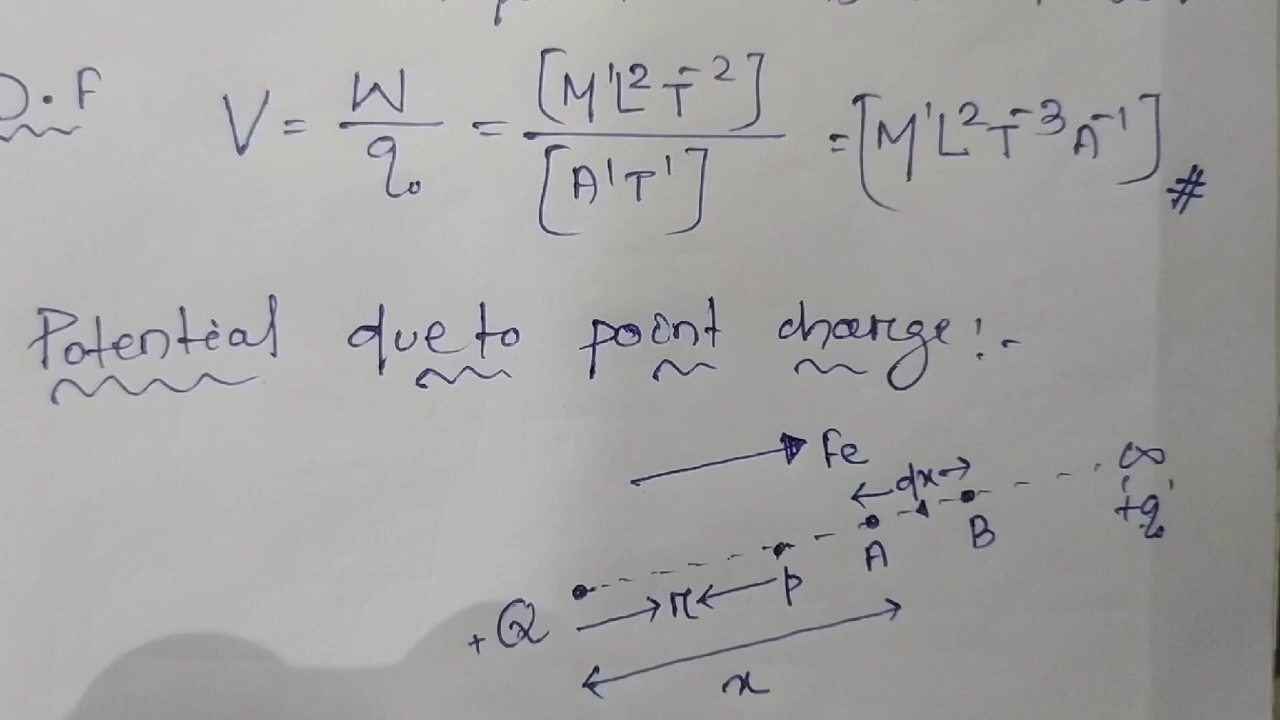 D.F V = W/q₀ = [M¹L²T⁻²]/[A¹T¹] = [M¹L²T⁻³A⁻¹] #
Potential due to point charge:-
Fe
dx ∞
+q₀
A B
r P
+Q
x